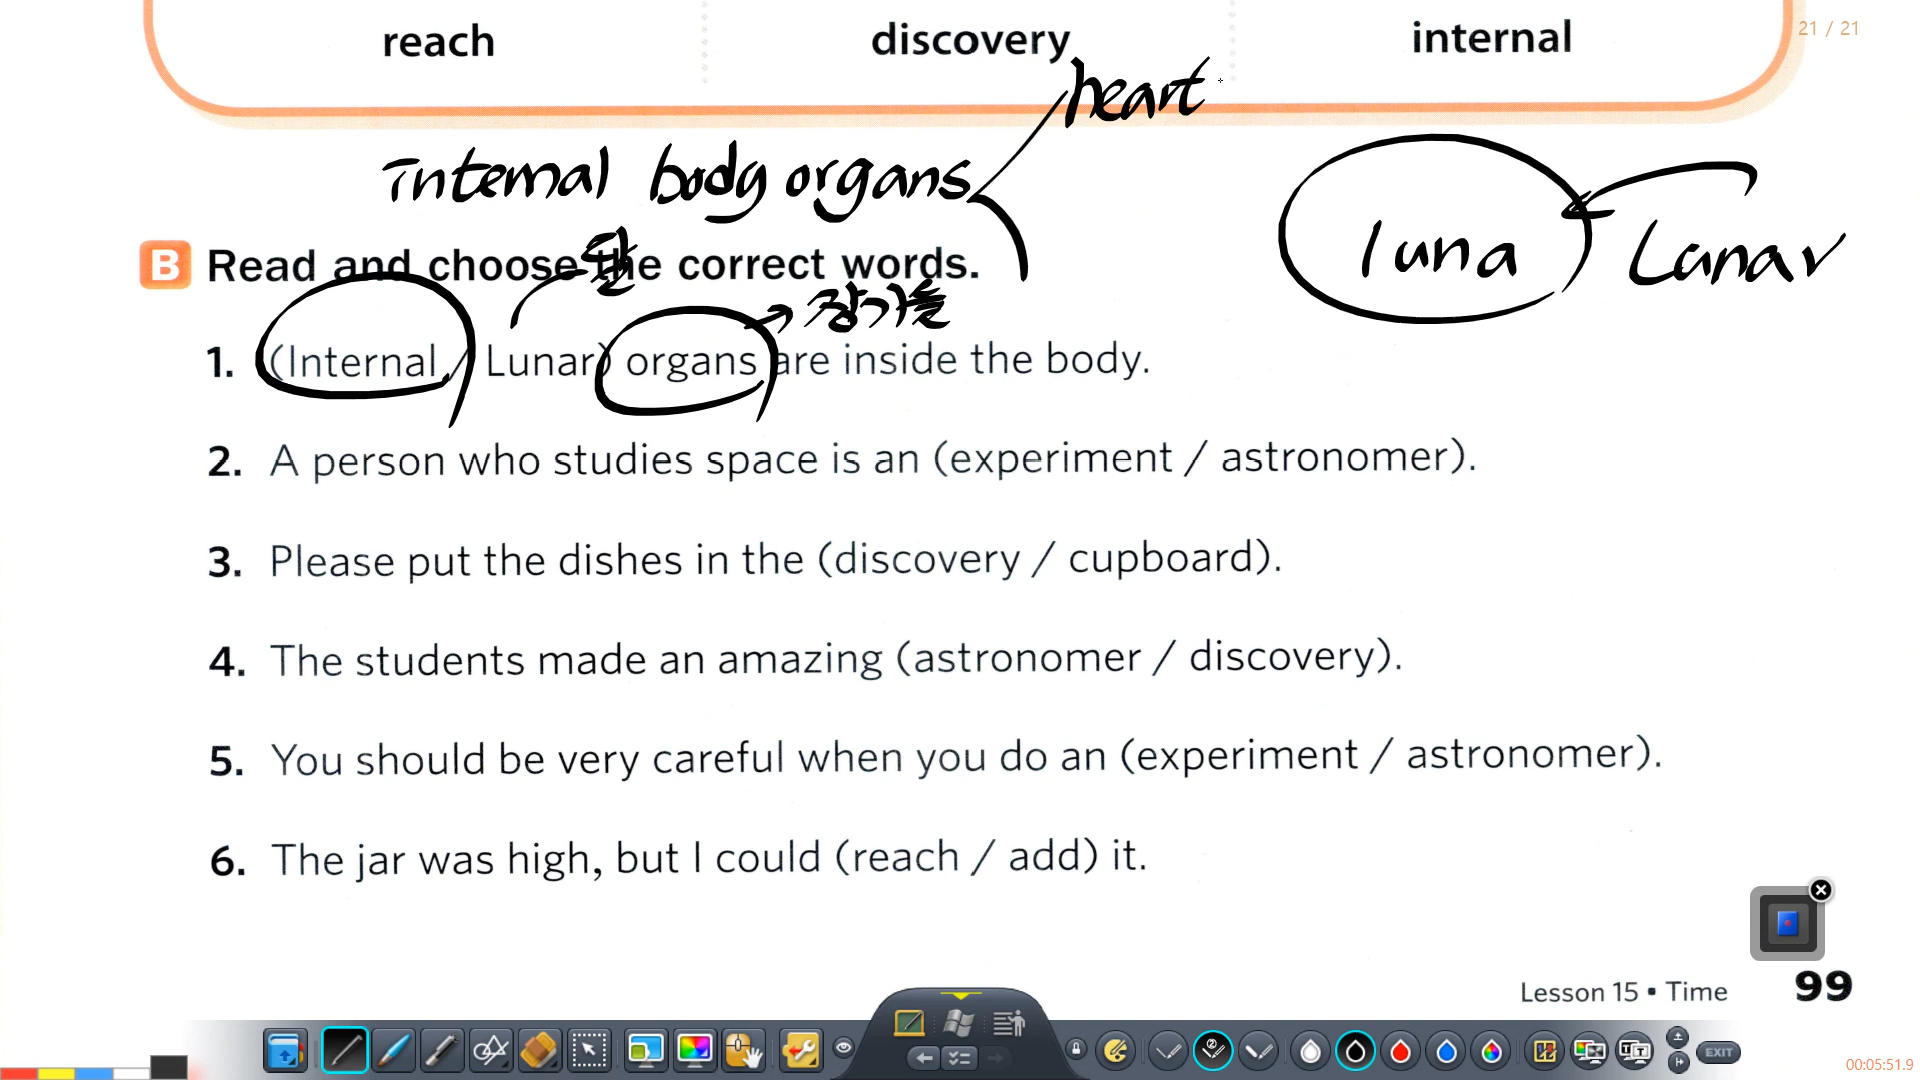 reach discovery internal
21 / 21
heart
Internal body organs
luna Lunar
B Read and choose the correct words.
달
장기들
1. (Internal / Lunar) organs are inside the body.
2. A person who studies space is an (experiment / astronomer).
3. Please put the dishes in the (discovery / cupboard).
4. The students made an amazing (astronomer / discovery).
5. You should be very careful when you do an (experiment / astronomer).
6. The jar was high, but I could (reach / add) it.
Lesson 15 • Time 99
EXIT
00:05:51.9